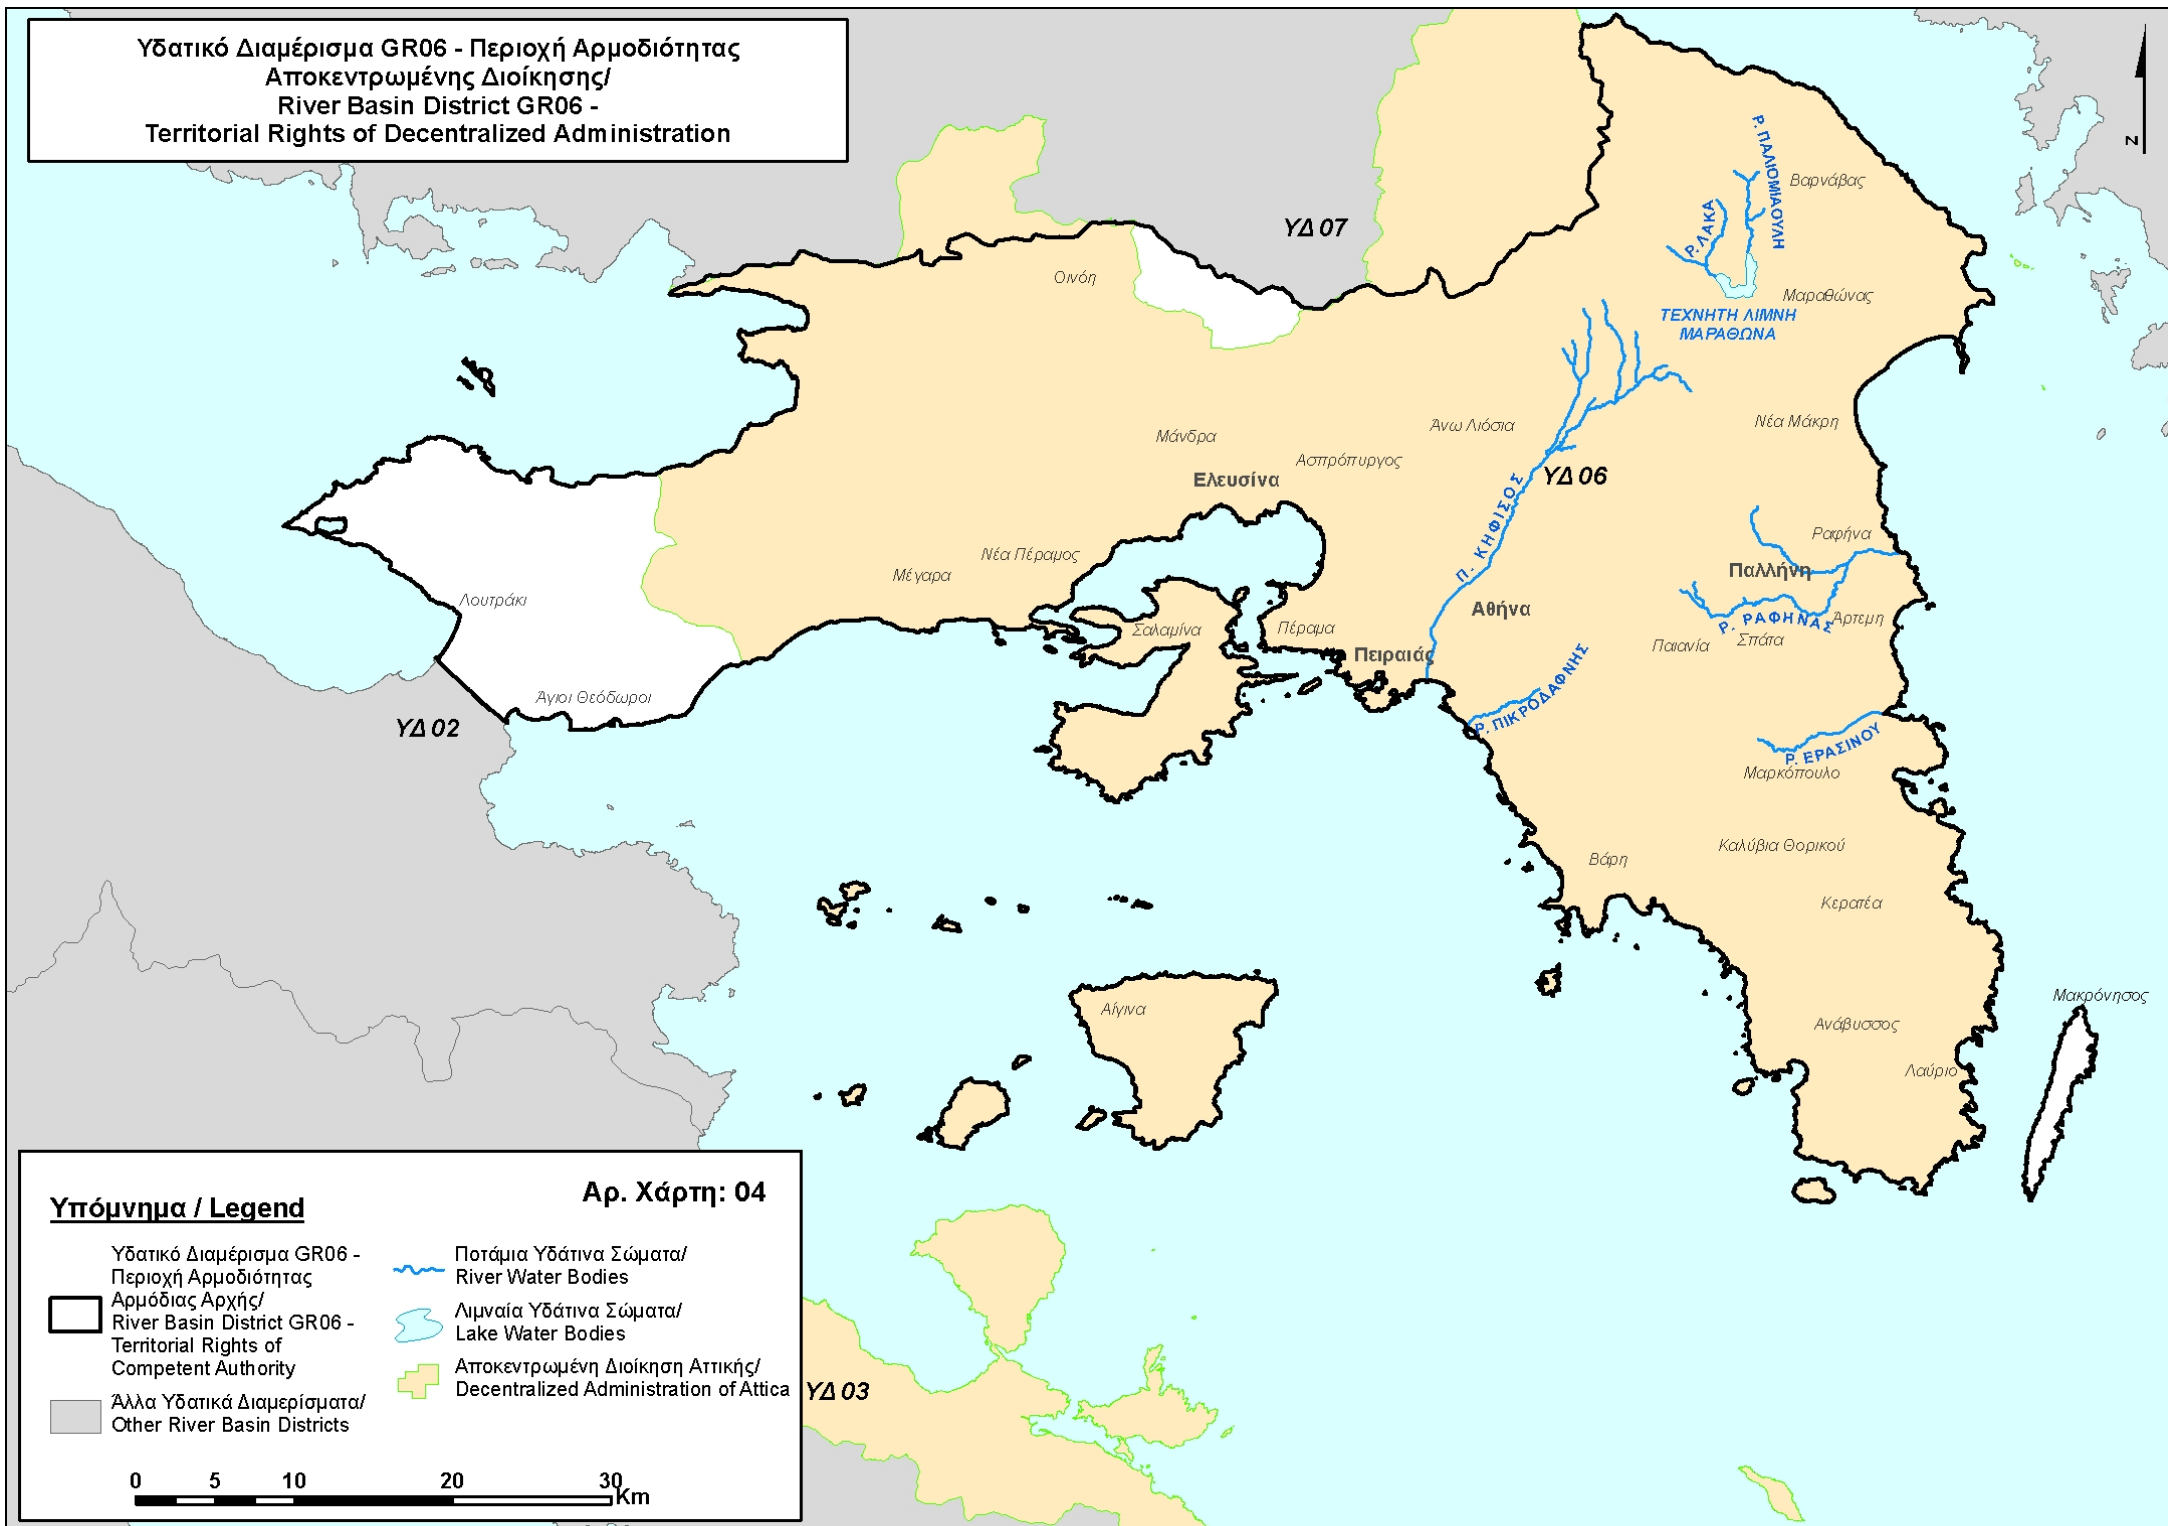 Υδατικό Διαμέρισμα GR06 - Περιοχή Αρμοδιότητας
Αποκεντρωμένης Διοίκησης/
River Basin District GR06 -
Territorial Rights of Decentralized Administration
N
Ρ. ΠΑΛΙΟΜΙΑΟΥΛΗ
Βαρνάβας
ΥΔ 07
Ρ. ΛΑΚΑ
Οινόη
Μαραθώνας
ΤΕΧΝΗΤΗ ΛΙΜΝΗ
ΜΑΡΑΘΩΝΑ
Νέα Μάκρη
Άνω Λιόσια
Μάνδρα
Ασπρόπυργος
Ελευσίνα
ΥΔ 06
Π. ΚΗΦΙΣΟΣ
Ραφήνα
Νέα Πέραμος
Μέγαρα
Παλλήνη
Λουτράκι
Αθήνα
Άρτεμη
Ρ. ΡΑΦΗΝΑΣ
Σαλαμίνα
Πέραμα
Σπάτα
Παιανία
Πειραιάς
Ρ. ΠΙΚΡΟΔΑΦΝΗΣ
Άγιοι Θεόδωροι
ΥΔ 02
Ρ. ΕΡΑΣΙΝΟΥ
Μαρκόπουλο
Καλύβια Θορικού
Βάρη
Κερατέα
Μακρόνησος
Αίγινα
Ανάβυσσος
Λαύριο
Αρ. Χάρτη: 04
Υπόμνημα / Legend
Υδατικό Διαμέρισμα GR06 -
Περιοχή Αρμοδιότητας
Αρμόδιας Αρχής/
River Basin District GR06 -
Territorial Rights of
Competent Authority
Άλλα Υδατικά Διαμερίσματα/
Other River Basin Districts
Ποτάμια Υδάτινα Σώματα/
River Water Bodies
Λιμναία Υδάτινα Σώματα/
Lake Water Bodies
Αποκεντρωμένη Διοίκηση Αττικής/
Decentralized Administration of Attica
ΥΔ 03
0 5 10 20 30
Km